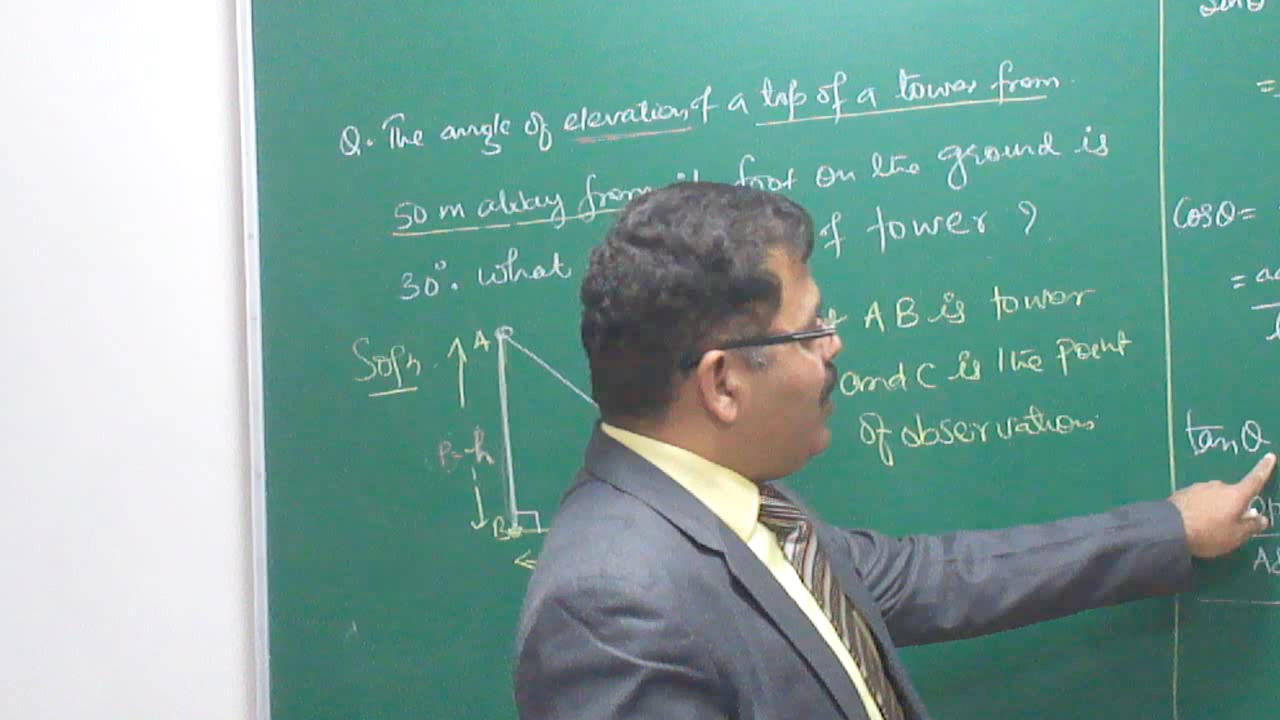 Q. The angle of elevation of a top of a tower from
50 m away from its foot on the ground is
30°. What of tower ?
Soln. A AB is tower
and C is the point
h of observation
B
sinθ
=
cosθ=
=
tanθ